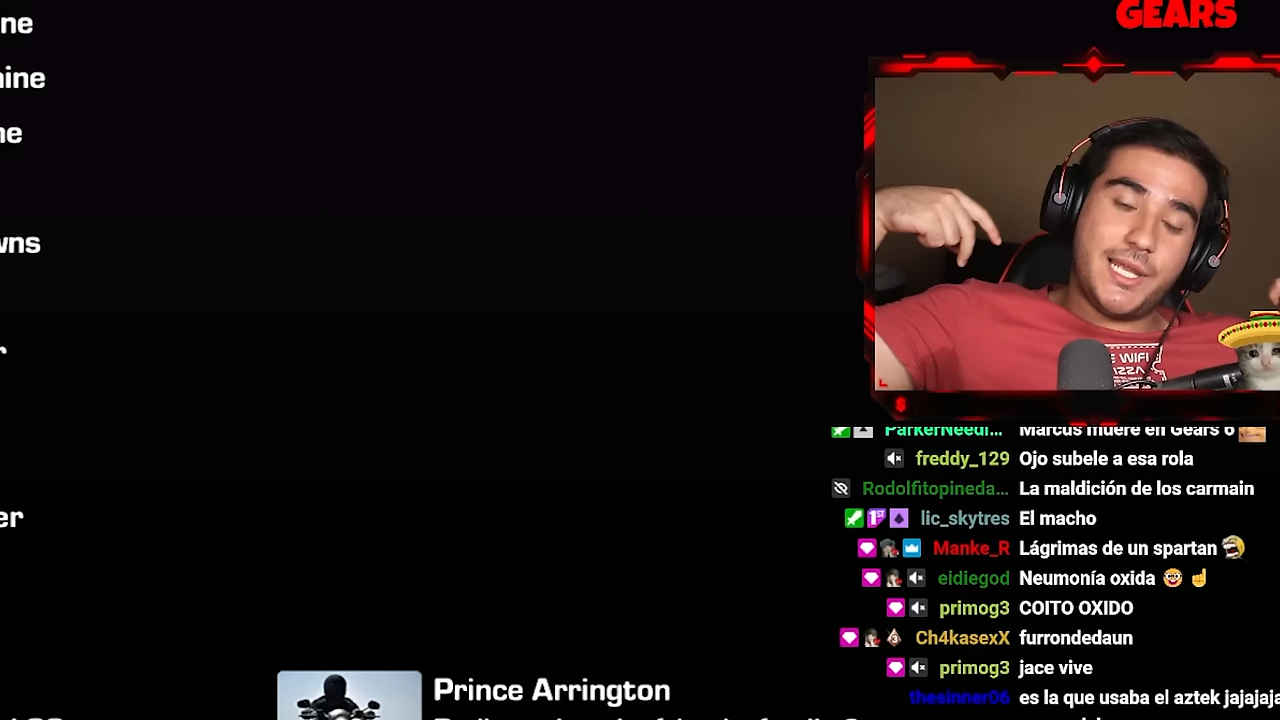 GEARS
ne
nine
ne
wns
r
er
E WIFI
ParkerNeedl... Marcus muere en Gears 6
freddy_129 Ojo subele a esa rola
Rodolfitopineda... La maldición de los carmain
lic_skytres El macho
Manke_R Lágrimas de un spartan
eidiegod Neumonía oxida
primog3 COITO OXIDO
Ch4kasexX furrondedaun
primog3 jace vive
thesinner06 es la que usaba el aztek jajajaja
Prince Arrington